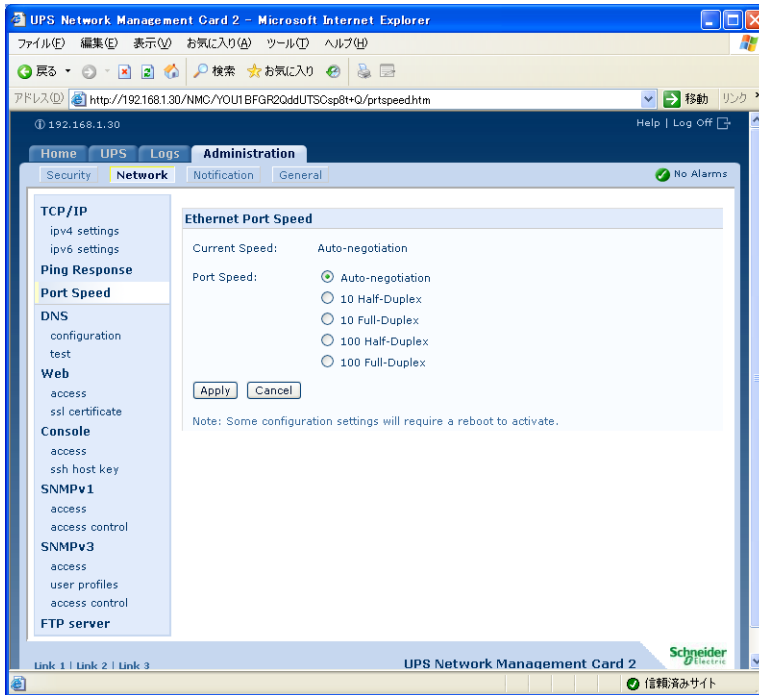 UPS Network Management Card 2 - Microsoft Internet Explorer
ファイル(F) 編集(E) 表示(V) お気に入り(A) ツール(T) ヘルプ(H)
戻る 検索 お気に入り
アドレス(D) http://192.168.1.30/NMC/YOU1BFGR2QddUTSCsp8t+Q/prtspeed.htm 移動 リンク
192.168.1.30 Help | Log Off
Home UPS Logs Administration
Security Network Notification General No Alarms
TCP/IP
ipv4 settings
ipv6 settings
Ping Response
Port Speed
DNS
configuration
test
Web
access
ssl certificate
Console
access
ssh host key
SNMPv1
access
access control
SNMPv3
access
user profiles
access control
FTP server
Ethernet Port Speed
Current Speed: Auto-negotiation
Port Speed: Auto-negotiation
10 Half-Duplex
10 Full-Duplex
100 Half-Duplex
100 Full-Duplex
Apply Cancel
Note: Some configuration settings will require a reboot to activate.
Link 1 | Link 2 | Link 3
UPS Network Management Card 2
Schneider
Electric
信頼済みサイト